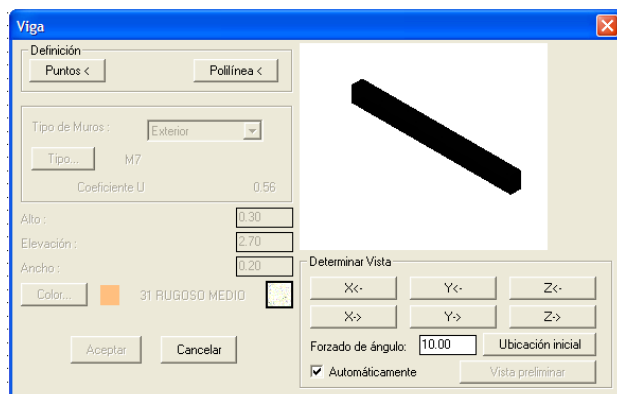 Viga
Definición
Puntos < Polilínea <
Tipo de Muros : Exterior
Tipo... M7
Coeficiente U 0.56
Alto : 0.30
Elevación : 2.70
Ancho : 0.20
Color... 31 RUGOSO MEDIO
Aceptar Cancelar
Determinar Vista
X<- Y<- Z<-
X-> Y-> Z->
Forzado de ángulo: 10.00 Ubicación inicial
Automáticamente Vista preliminar